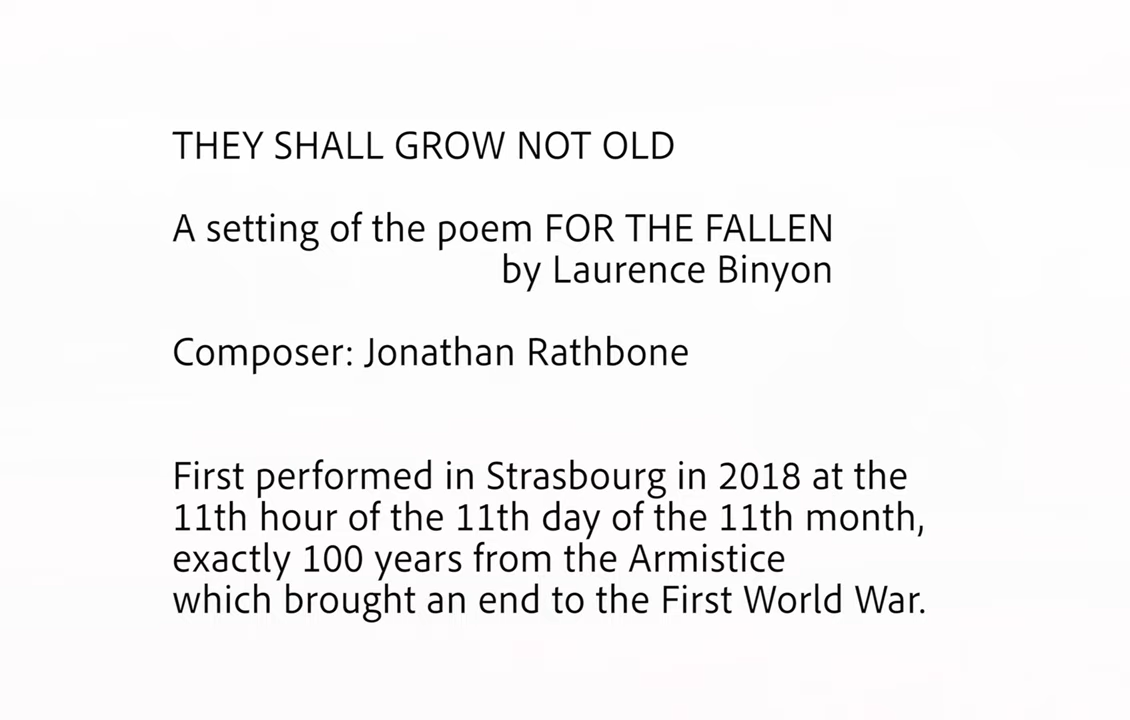 THEY SHALL GROW NOT OLD
A setting of the poem FOR THE FALLEN
by Laurence Binyon
Composer: Jonathan Rathbone
First performed in Strasbourg in 2018 at the
11th hour of the 11th day of the 11th month,
exactly 100 years from the Armistice
which brought an end to the First World War.